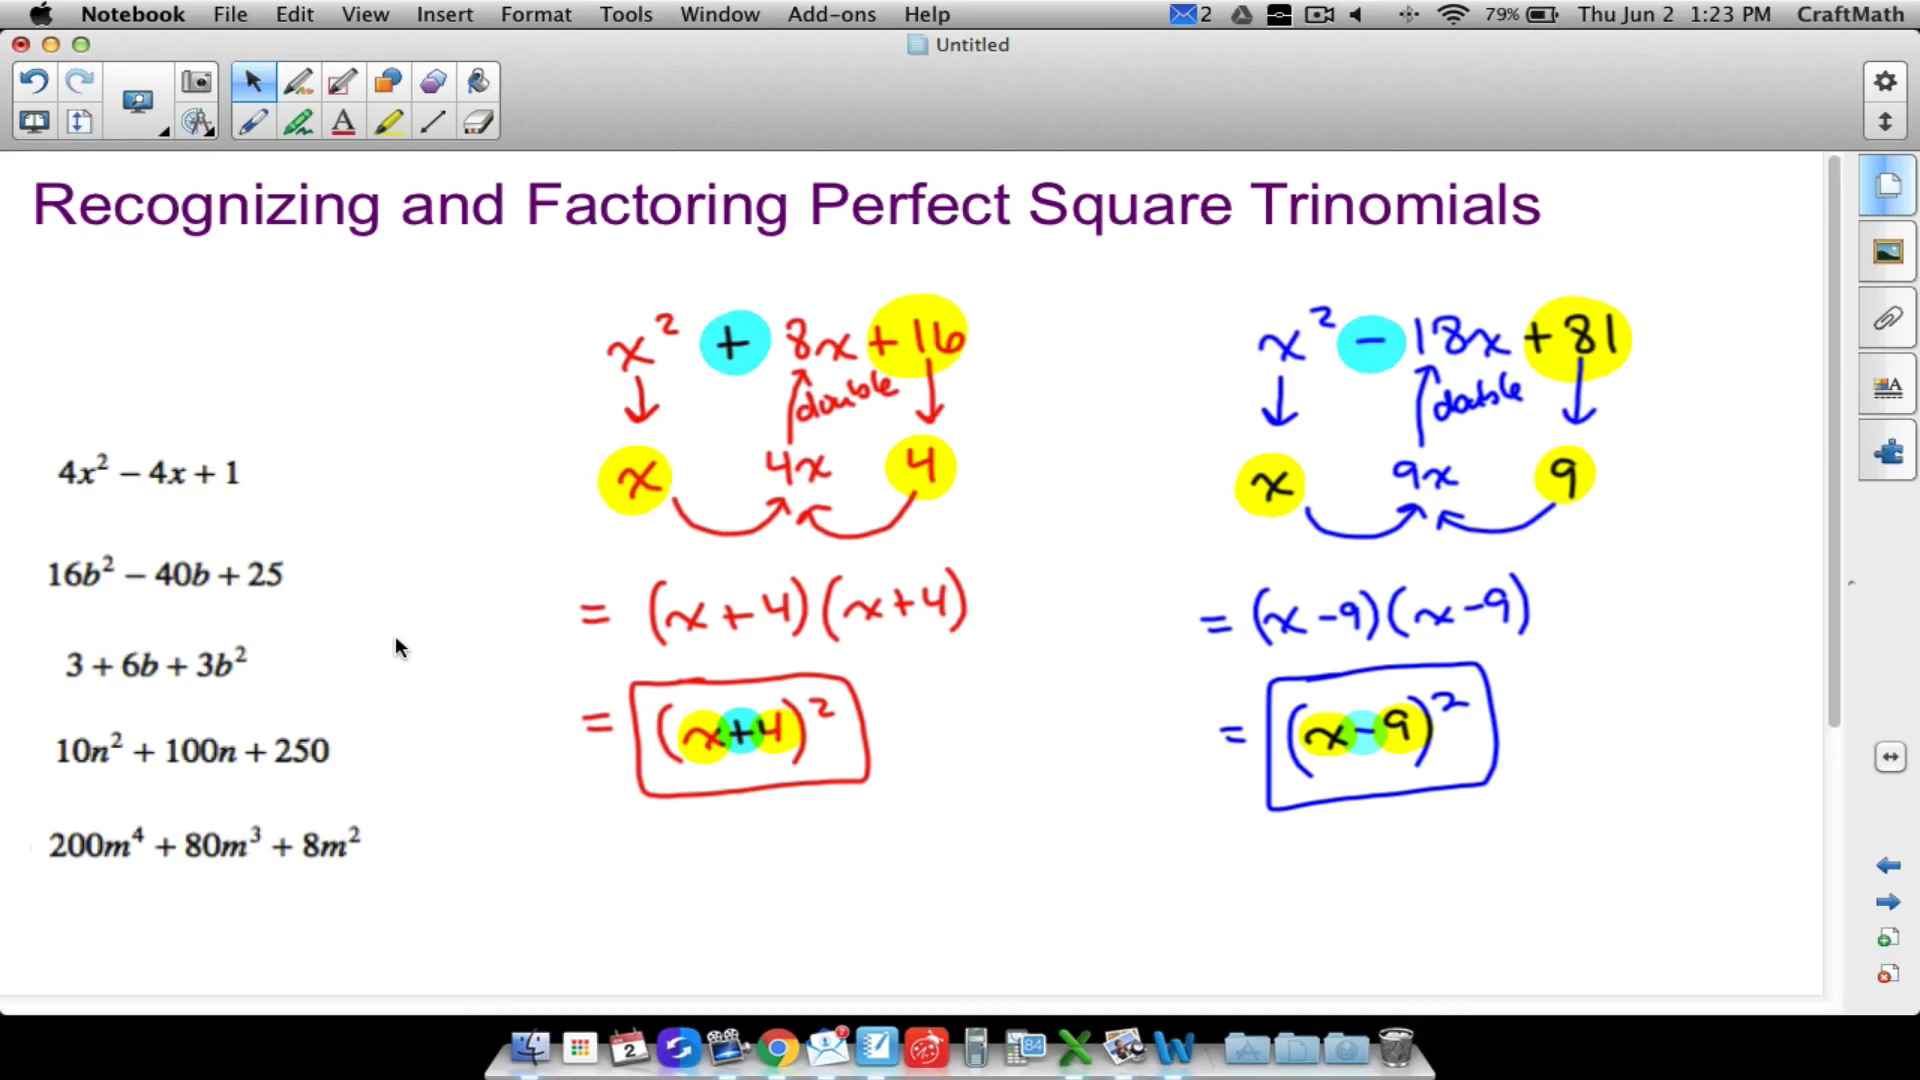 Notebook File Edit View Insert Format Tools Window Add-ons Help 2 79% Thu Jun 2 1:23 PM CraftMath
Untitled
Recognizing and Factoring Perfect Square Trinomials
4x² − 4x + 1
16b² − 40b + 25
3 + 6b + 3b²
10n² + 100n + 250
200m⁴ + 80m³ + 8m²
x² + 8x + 16
double
x 4x 4
= (x + 4)(x + 4)
= (x + 4)²
x² − 18x + 81
double
x 9x 9
= (x − 9)(x − 9)
= (x − 9)²
2 2 84